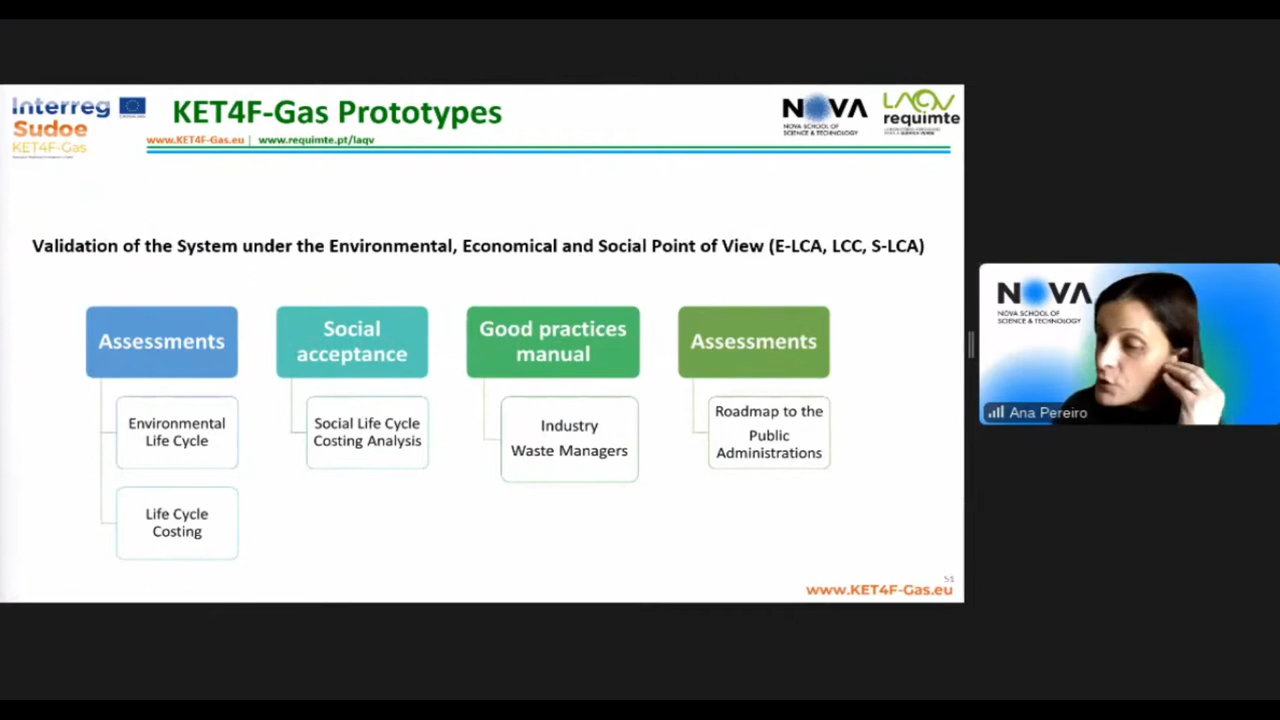 Interreg
Sudoe
KET4F-Gas
KET4F-Gas Prototypes
www.KET4F-Gas.eu | www.requimte.pt/laqv
NOVA
NOVA SCHOOL OF
SCIENCE & TECHNOLOGY
LAQV
requimte
Validation of the System under the Environmental, Economical and Social Point of View (E-LCA, LCC, S-LCA)
Assessments
Environmental
Life Cycle
Life Cycle
Costing
Social
acceptance
Social Life Cycle
Costing Analysis
Good practices
manual
Industry
Waste Managers
Assessments
Roadmap to the
Public
Administrations
51
www.KET4F-Gas.eu
NOVA
NOVA SCHOOL OF
SCIENCE & TECHNOLOGY
Ana Pereiro